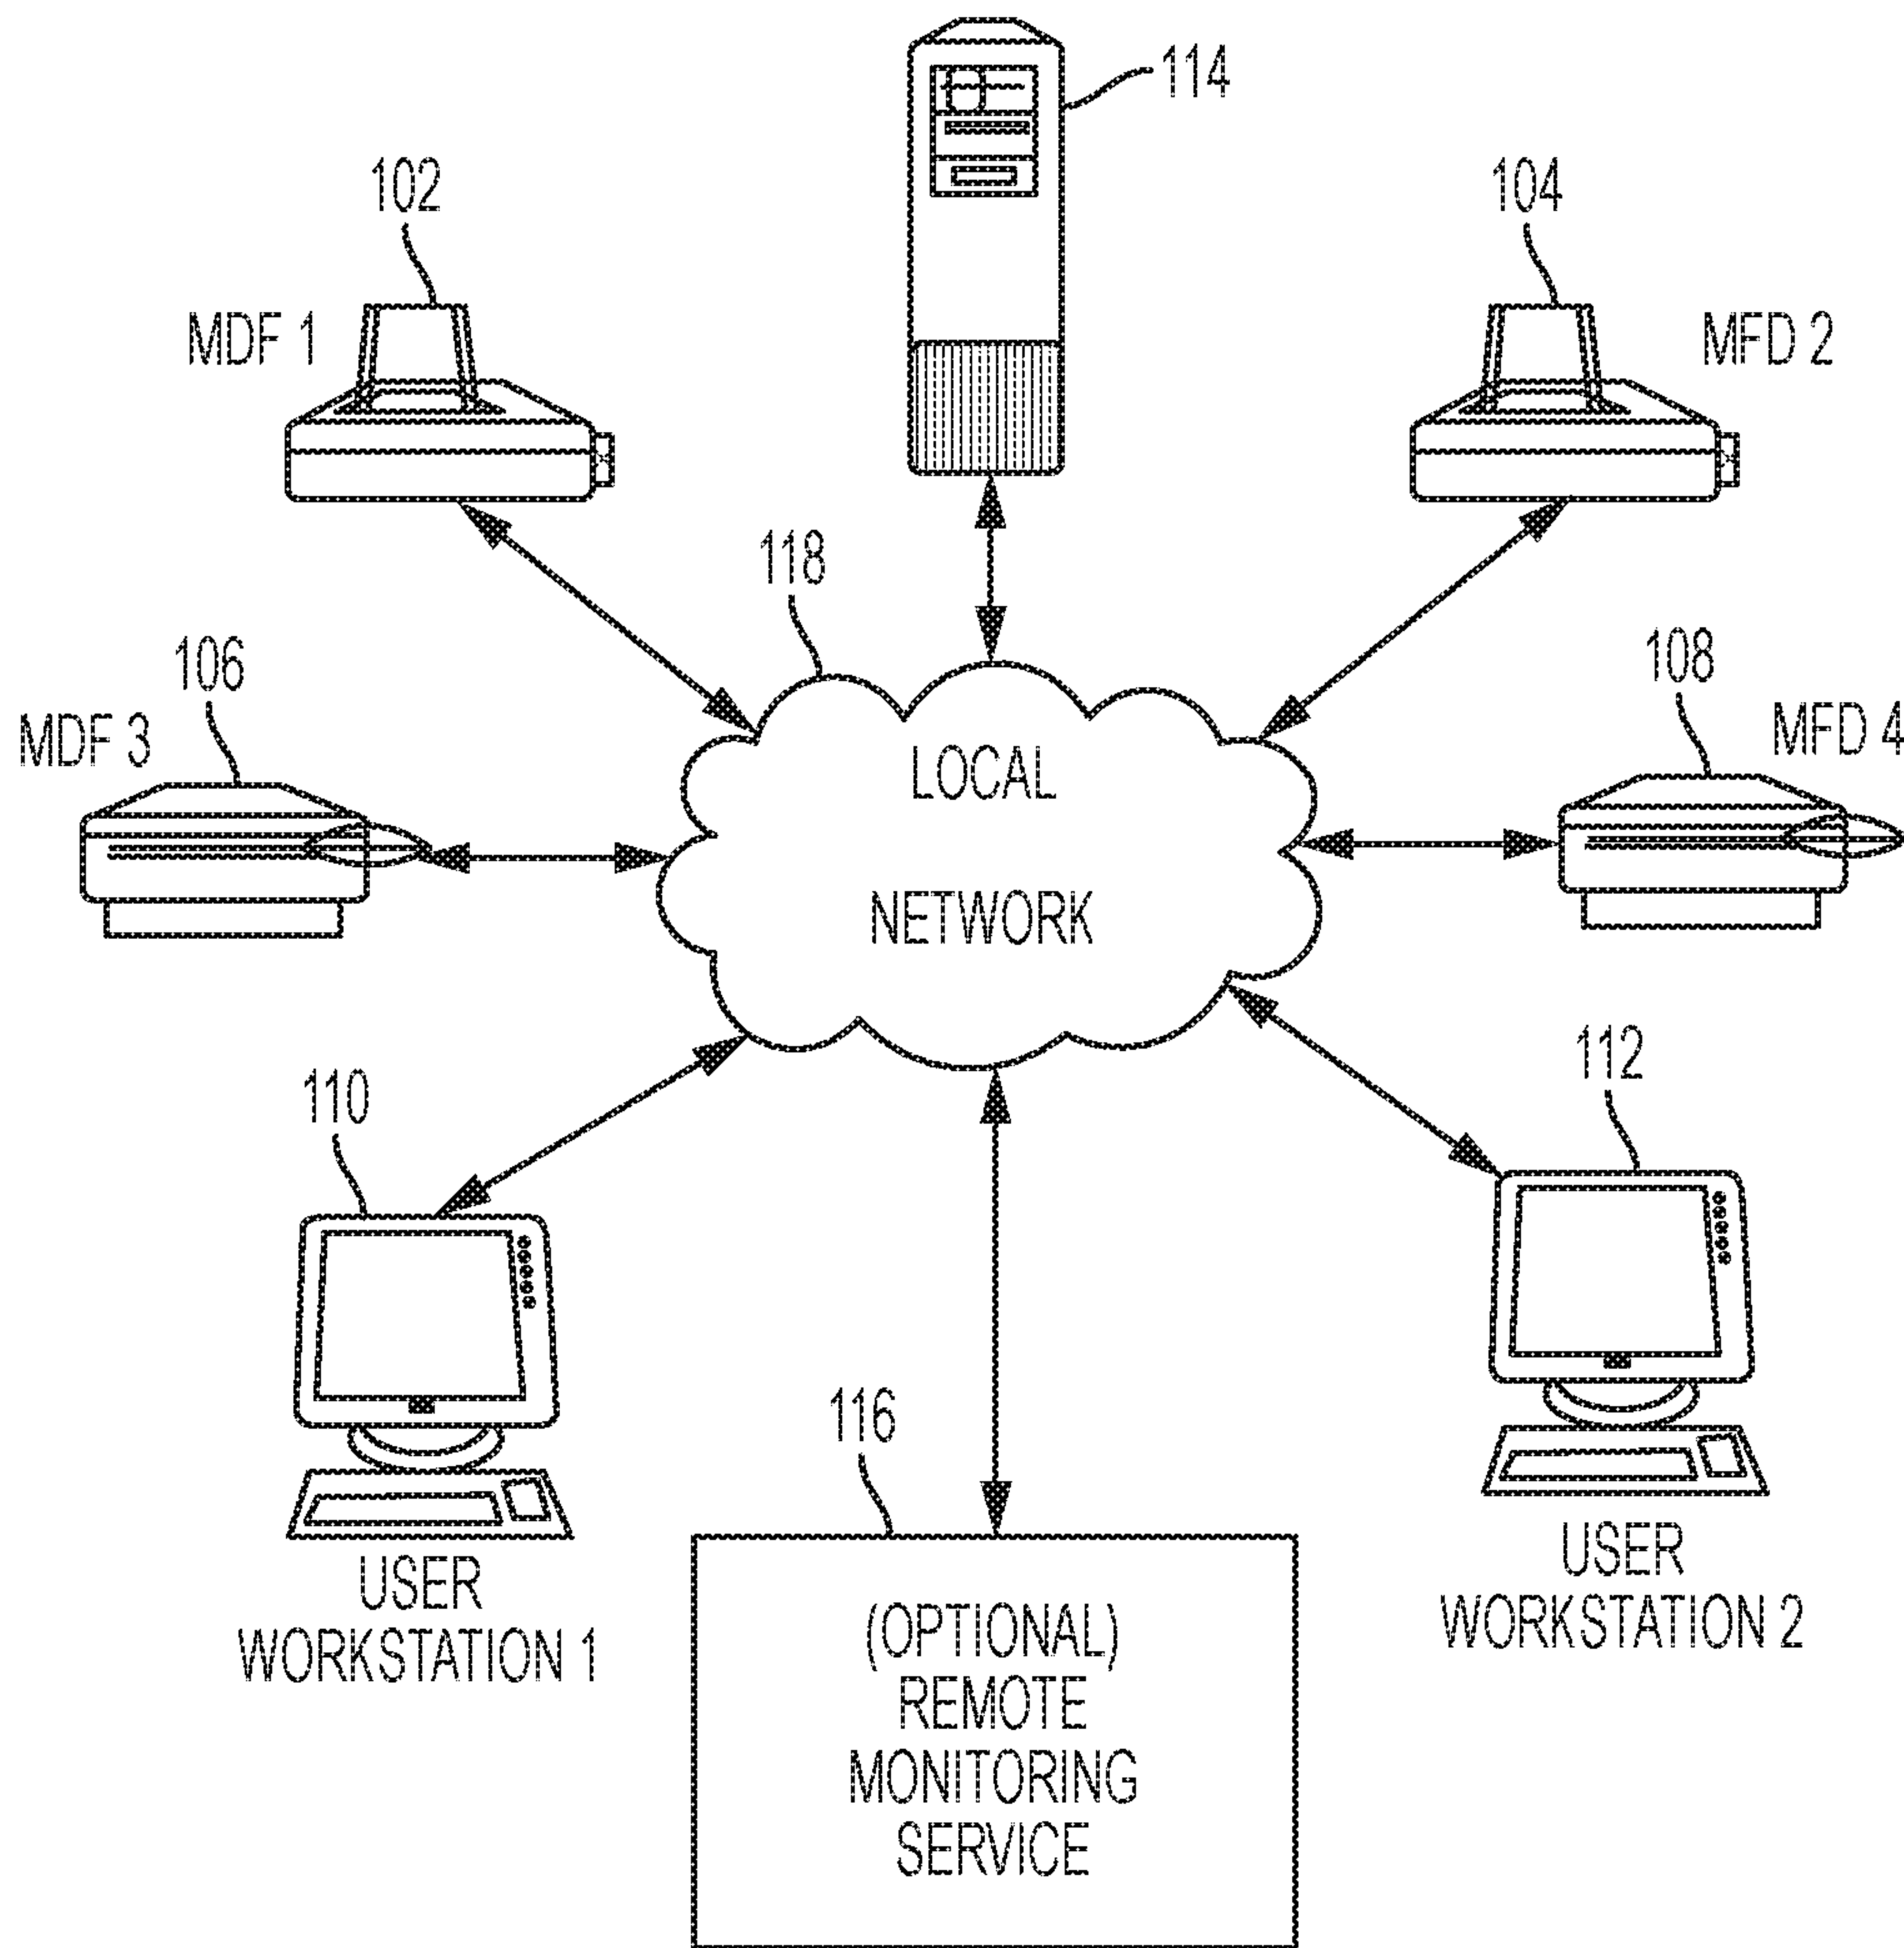 114
102
104
MDF 1
MFD 2
118
106
108
MDF 3
MFD 4
LOCAL
NETWORK
110
112
116
USER
WORKSTATION 1
USER
WORKSTATION 2
(OPTIONAL)
REMOTE
MONITORING
SERVICE